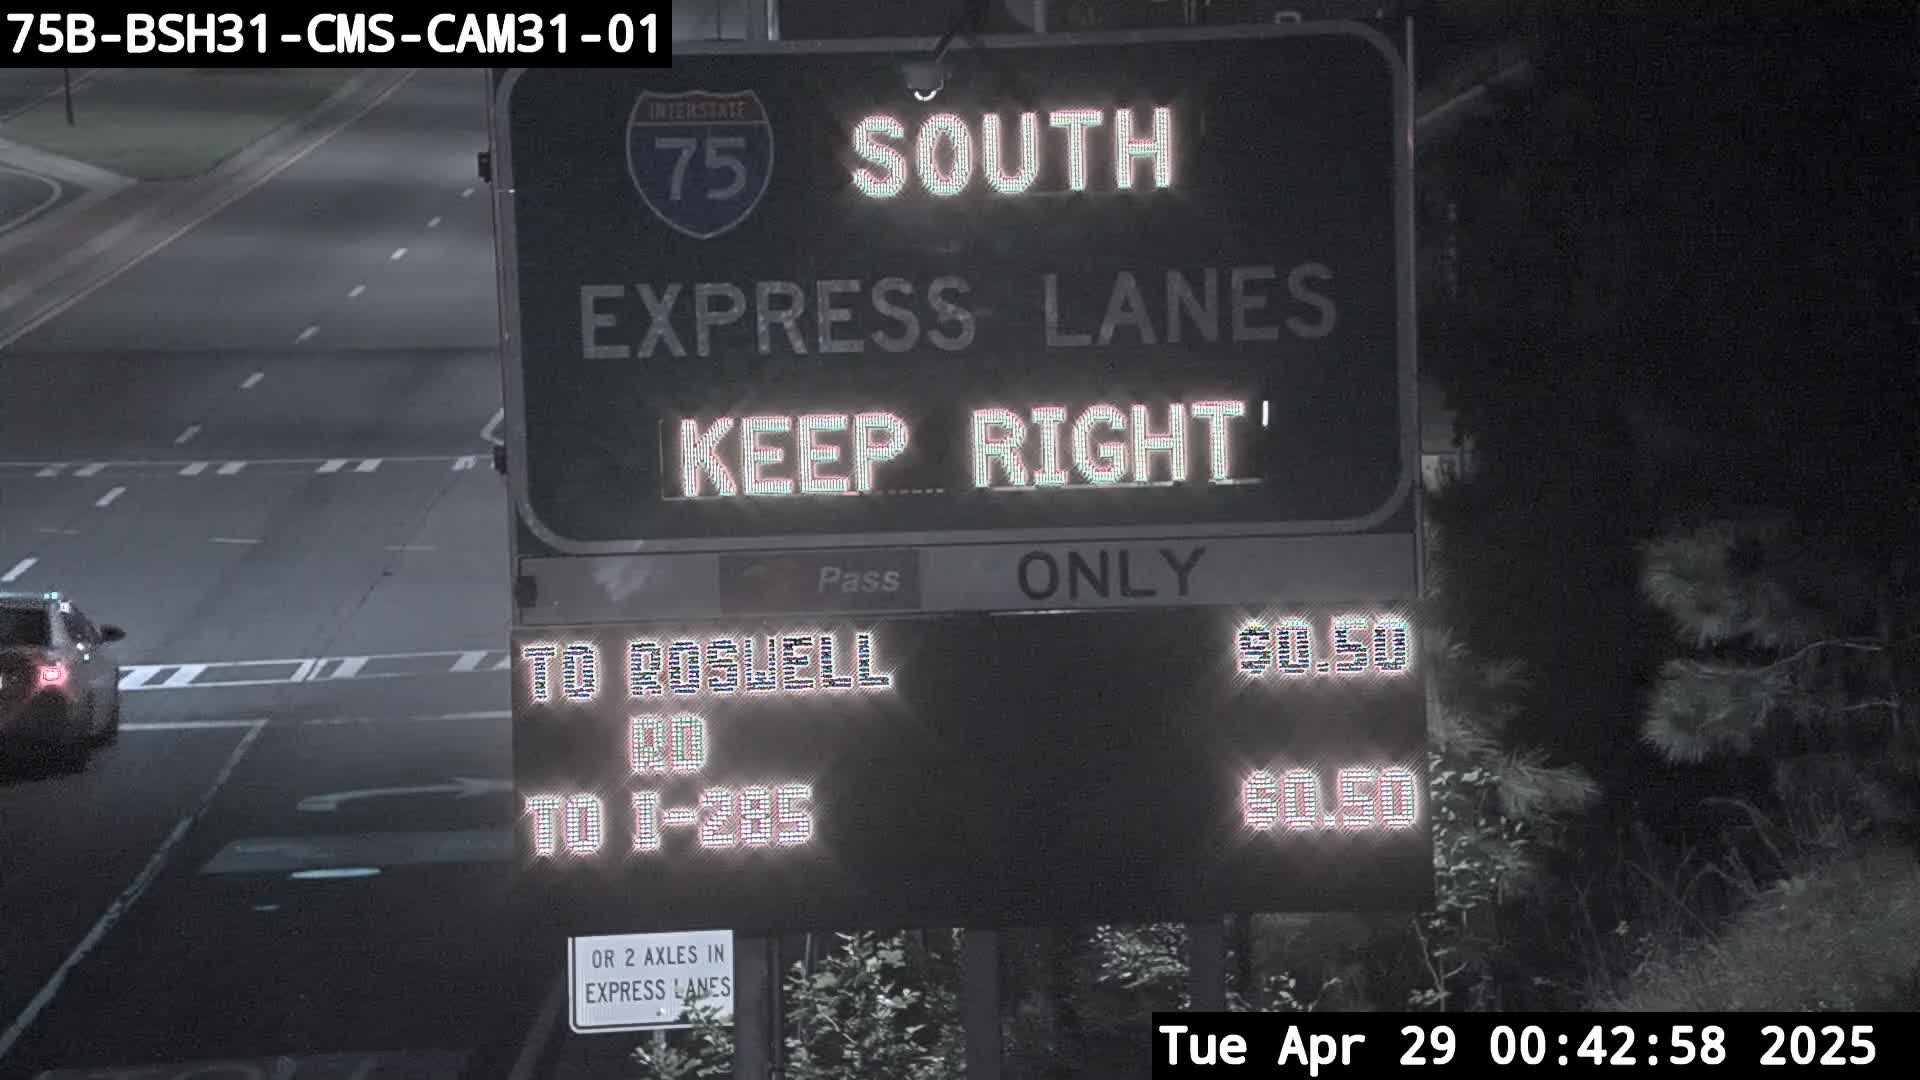 75B-BSH31-CMS-CAM31-01
INTERSTATE
75
SOUTH
EXPRESS LANES
KEEP RIGHT
Pass ONLY
TO ROSWELL $0.50
RD
TO I-285 $0.50
OR 2 AXLES IN
EXPRESS LANES
Tue Apr 29 00:42:58 2025